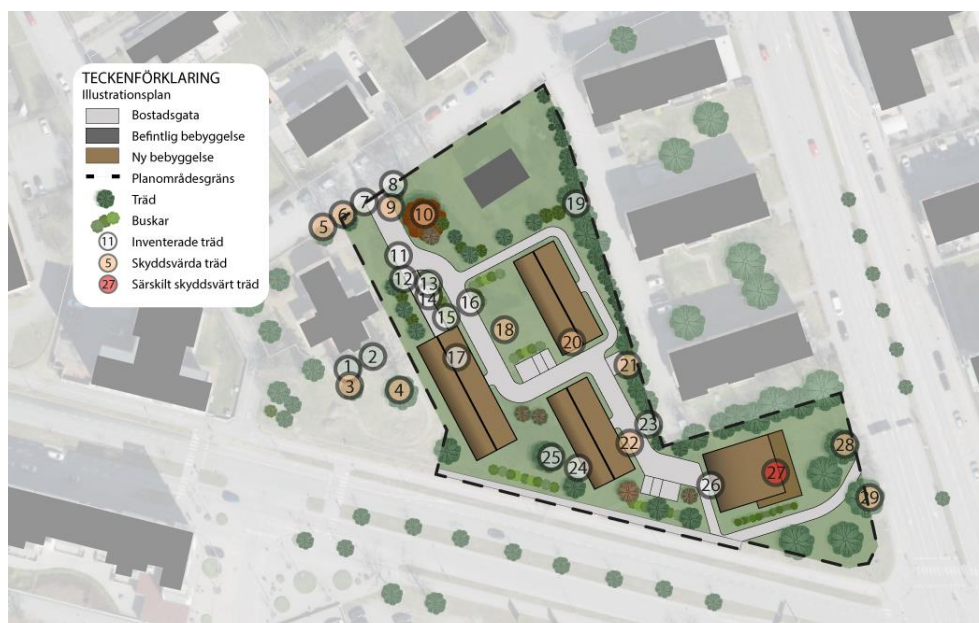 TECKENFÖRKLARING
Illustrationsplan
Bostadsgata
Befintlig bebyggelse
Ny bebyggelse
Planområdesgräns
Träd
Buskar
11 Inventerade träd
5 Skyddsvärda träd
27 Särskilt skyddsvärt träd
8
7
9
6
10
5
19
11
12
13
14
16
15
18
20
17
2
1
21
3
4
23
22
28
25
24
27
26
29